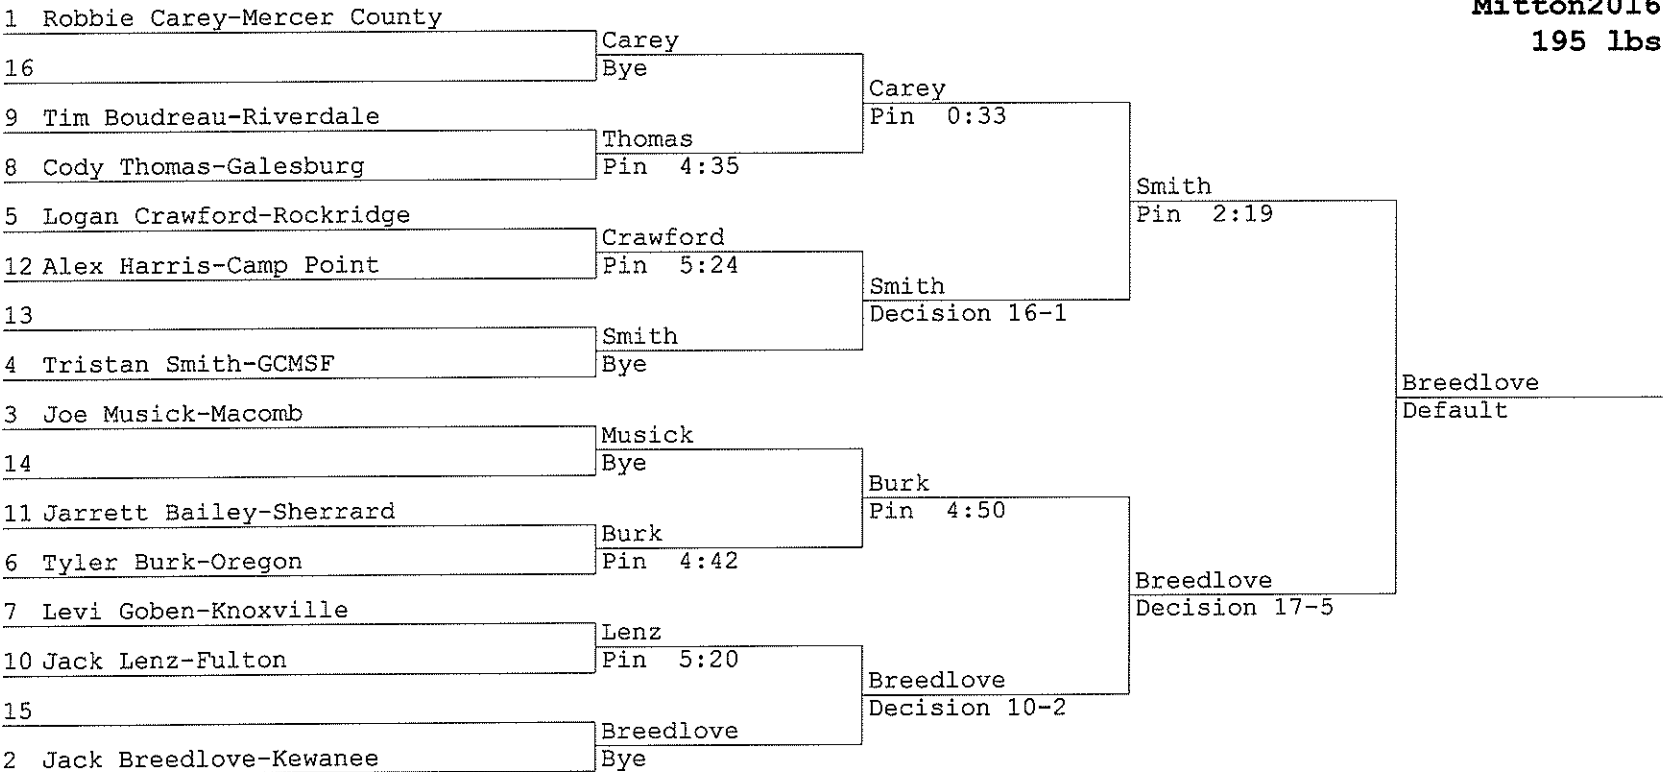 Mitton2016
195 lbs
1 Robbie Carey-Mercer County
Carey
16
Bye
Carey
9 Tim Boudreau-Riverdale
Pin 0:33
Thomas
8 Cody Thomas-Galesburg
Pin 4:35
Smith
5 Logan Crawford-Rockridge
Pin 2:19
Crawford
12 Alex Harris-Camp Point
Pin 5:24
Smith
13
Decision 16-1
Smith
4 Tristan Smith-GCMSF
Bye
Breedlove
3 Joe Musick-Macomb
Default
Musick
14
Bye
Burk
11 Jarrett Bailey-Sherrard
Pin 4:50
Burk
6 Tyler Burk-Oregon
Pin 4:42
Breedlove
7 Levi Goben-Knoxville
Decision 17-5
Lenz
10 Jack Lenz-Fulton
Pin 5:20
Breedlove
15
Decision 10-2
Breedlove
2 Jack Breedlove-Kewanee
Bye